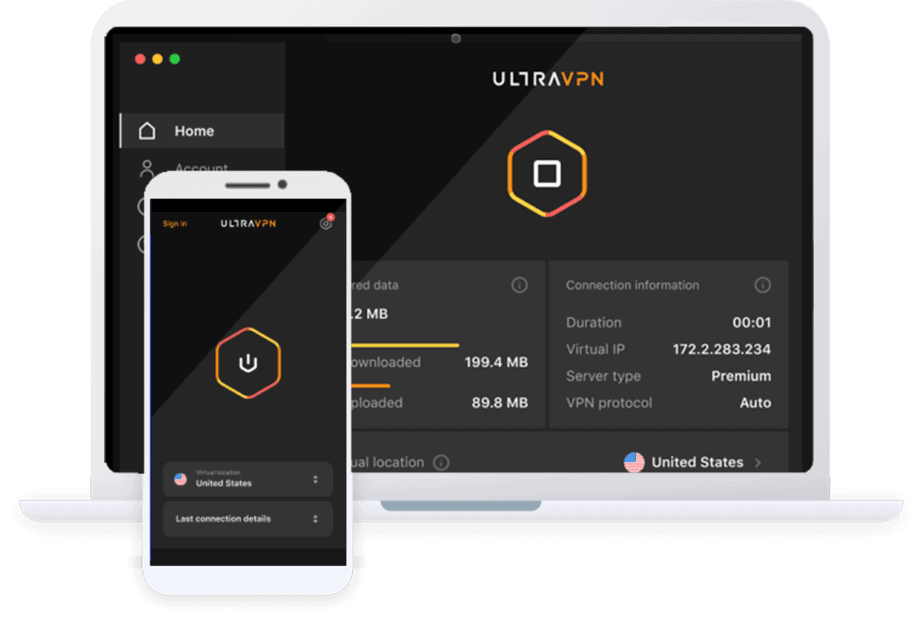 ULTRAVPN
Home
Account
red data
.2 MB
ownloaded 199.4 MB
ploaded 89.8 MB
Connection information
Duration 00:01
Virtual IP 172.2.283.234
Server type Premium
VPN protocol Auto
ual location United States
Sign in ULTRAVPN
Virtual location
United States
Last connection details